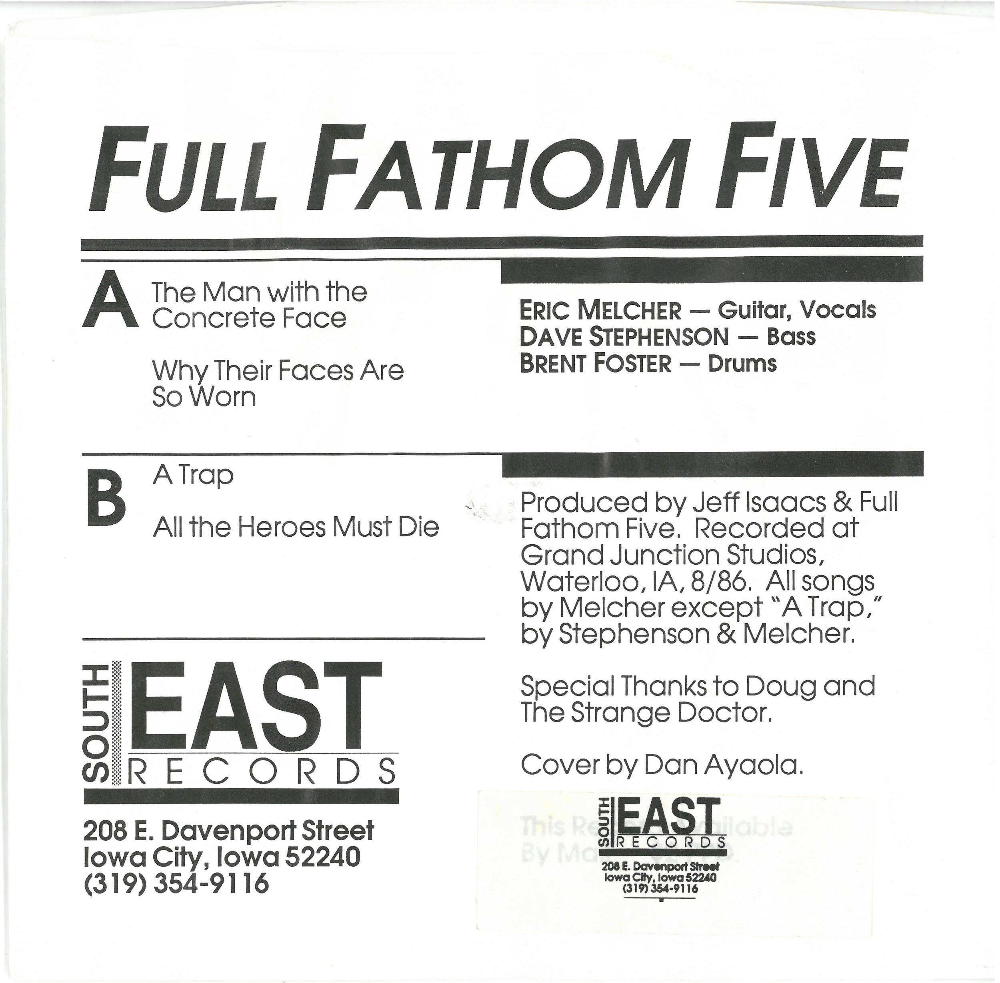 FULL FATHOM FIVE
A
The Man with the
Concrete Face
Why Their Faces Are
So Worn
ERIC MELCHER — Guitar, Vocals
DAVE STEPHENSON — Bass
BRENT FOSTER — Drums
B
A Trap
All the Heroes Must Die
Produced by Jeff Isaacs & Full
Fathom Five. Recorded at
Grand Junction Studios,
Waterloo, IA, 8/86. All songs
by Melcher except “A Trap,”
by Stephenson & Melcher.
Special Thanks to Doug and
The Strange Doctor.
Cover by Dan Ayaola.
SOUTH
EAST
RECORDS
208 E. Davenport Street
Iowa City, Iowa 52240
(319) 354-9116
This
By
SOUTH
EAST
RECORDS
208 E. Davenport Street
Iowa City, Iowa 52240
(319) 354-9116